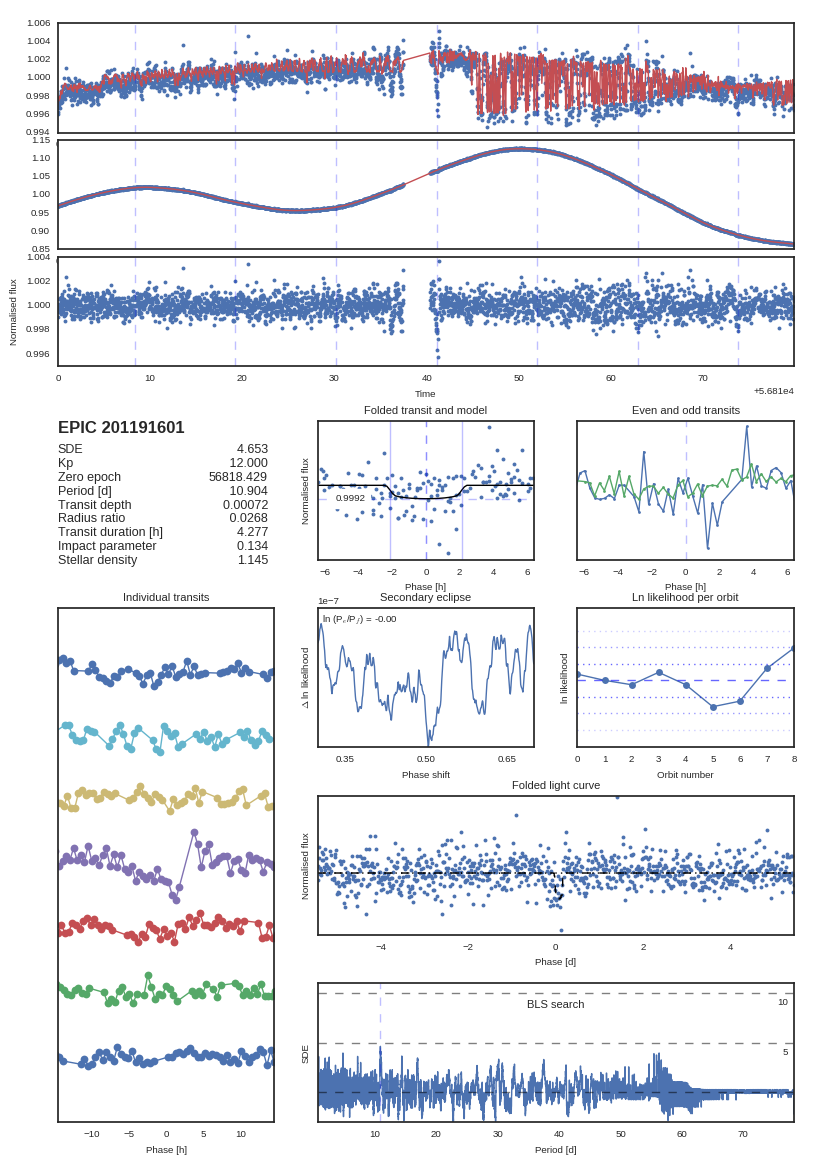 1.006
1.004
1.002
1.000
0.998
0.996
0.994
1.15
1.10
1.05
1.00
0.95
0.90
0.85
1.004
1.002
1.000
0.998
0.996
Normalised flux
0 10 20 30 40 50 60 70
Time
+5.681e4
EPIC 201191601
SDE 4.653
Kp 12.000
Zero epoch 56818.429
Period [d] 10.904
Transit depth 0.00072
Radius ratio 0.0268
Transit duration [h] 4.277
Impact parameter 0.134
Stellar density 1.145
Folded transit and model
Normalised flux
0.9992
−6 −4 −2 0 2 4 6
Phase [h]
Even and odd transits
−6 −4 −2 0 2 4 6
Phase [h]
Individual transits
−10 −5 0 5 10
Phase [h]
Secondary eclipse
1e−7
ln (Pₑ/P𝑓) = -0.00
Δ ln likelihood
0.35 0.50 0.65
Phase shift
Ln likelihood per orbit
ln likelihood
0 1 2 3 4 5 6 7 8
Orbit number
Folded light curve
Normalised flux
−4 −2 0 2 4
Phase [d]
BLS search
10
5
SDE
10 20 30 40 50 60 70
Period [d]